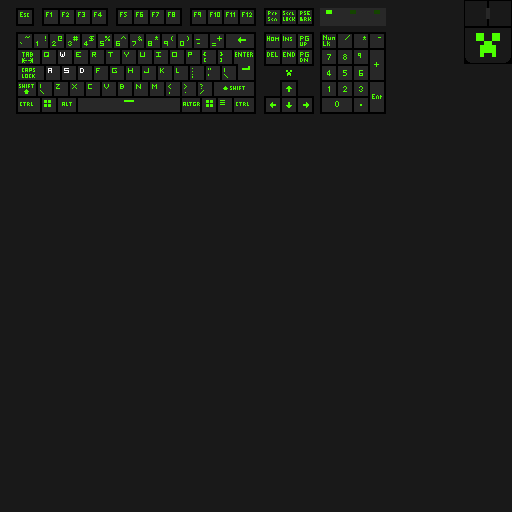 Esc F1 F2 F3 F4 F5 F6 F7 F8 F9 F10 F11 F12 Prt Scn Scrl LOCK PSE BRK
` ~ 1 ! 2 @ 3 # 4 $ 5 % 6 ^ 7 & 8 * 9 ( 0 ) - _ = + ← HOM INS PG UP Num Lk / * -
TAB Q W E R T Y U I O P { [ } ] ENTER DEL END PG DN 7 8 9 +
CAPS LOCK A S D F G H J K L : ; " ' | \ 4 5 6
SHIFT | \ Z X C V B N M < , > . ? / SHIFT ↑ 1 2 3 Ent
CTRL ALT ALTGR CTRL ← ↓ → 0 .